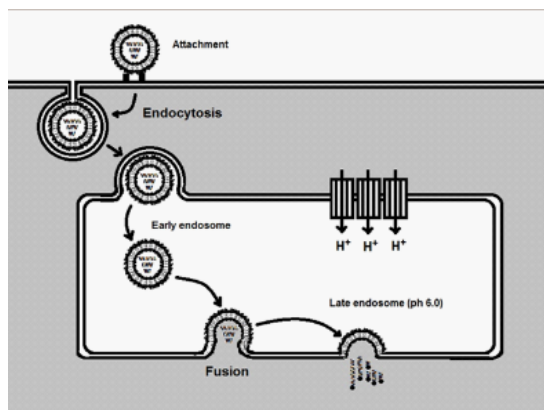 Attachment
Endocytosis
Early endosome
H+ H+ H+
Late endosome (ph 6.0)
Fusion